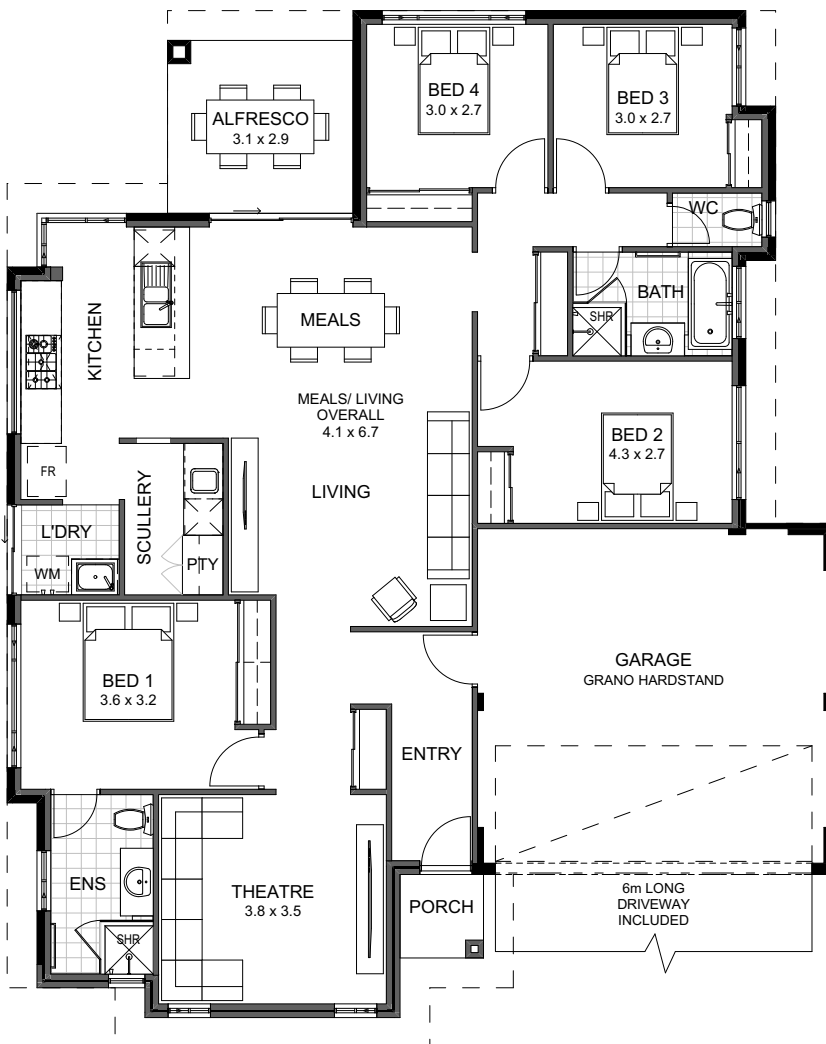 BED 4
3.0 x 2.7
BED 3
3.0 x 2.7
ALFRESCO
3.1 x 2.9
WC
BATH
SHR
KITCHEN
MEALS
MEALS/ LIVING
OVERALL
4.1 x 6.7
BED 2
4.3 x 2.7
FR
SCULLERY
LIVING
L'DRY
WM
PTY
BED 1
3.6 x 3.2
GARAGE
GRANO HARDSTAND
ENTRY
ENS
SHR
THEATRE
3.8 x 3.5
PORCH
6m LONG
DRIVEWAY
INCLUDED